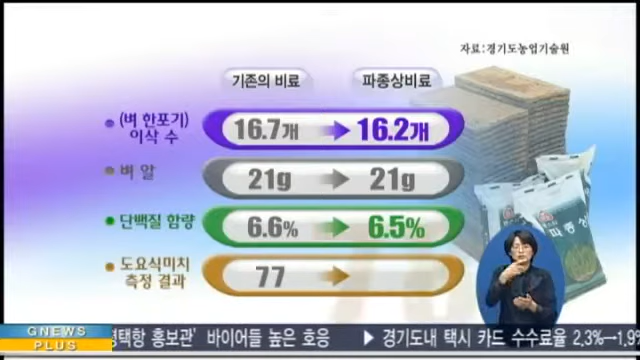 자료:경기도농업기술원
기존의 비료 파종상비료
(벼 한포기) 이삭 수 16.7개 16.2개
벼 알 21g 21g
단백질 함량 6.6% 6.5%
도요식미치 측정 결과 77
파종상
GNEWS PLUS
평택항 홍보관' 바이어들 높은 호응 ▶ 경기도내 택시 카드 수수료율 2,3%→1,9%